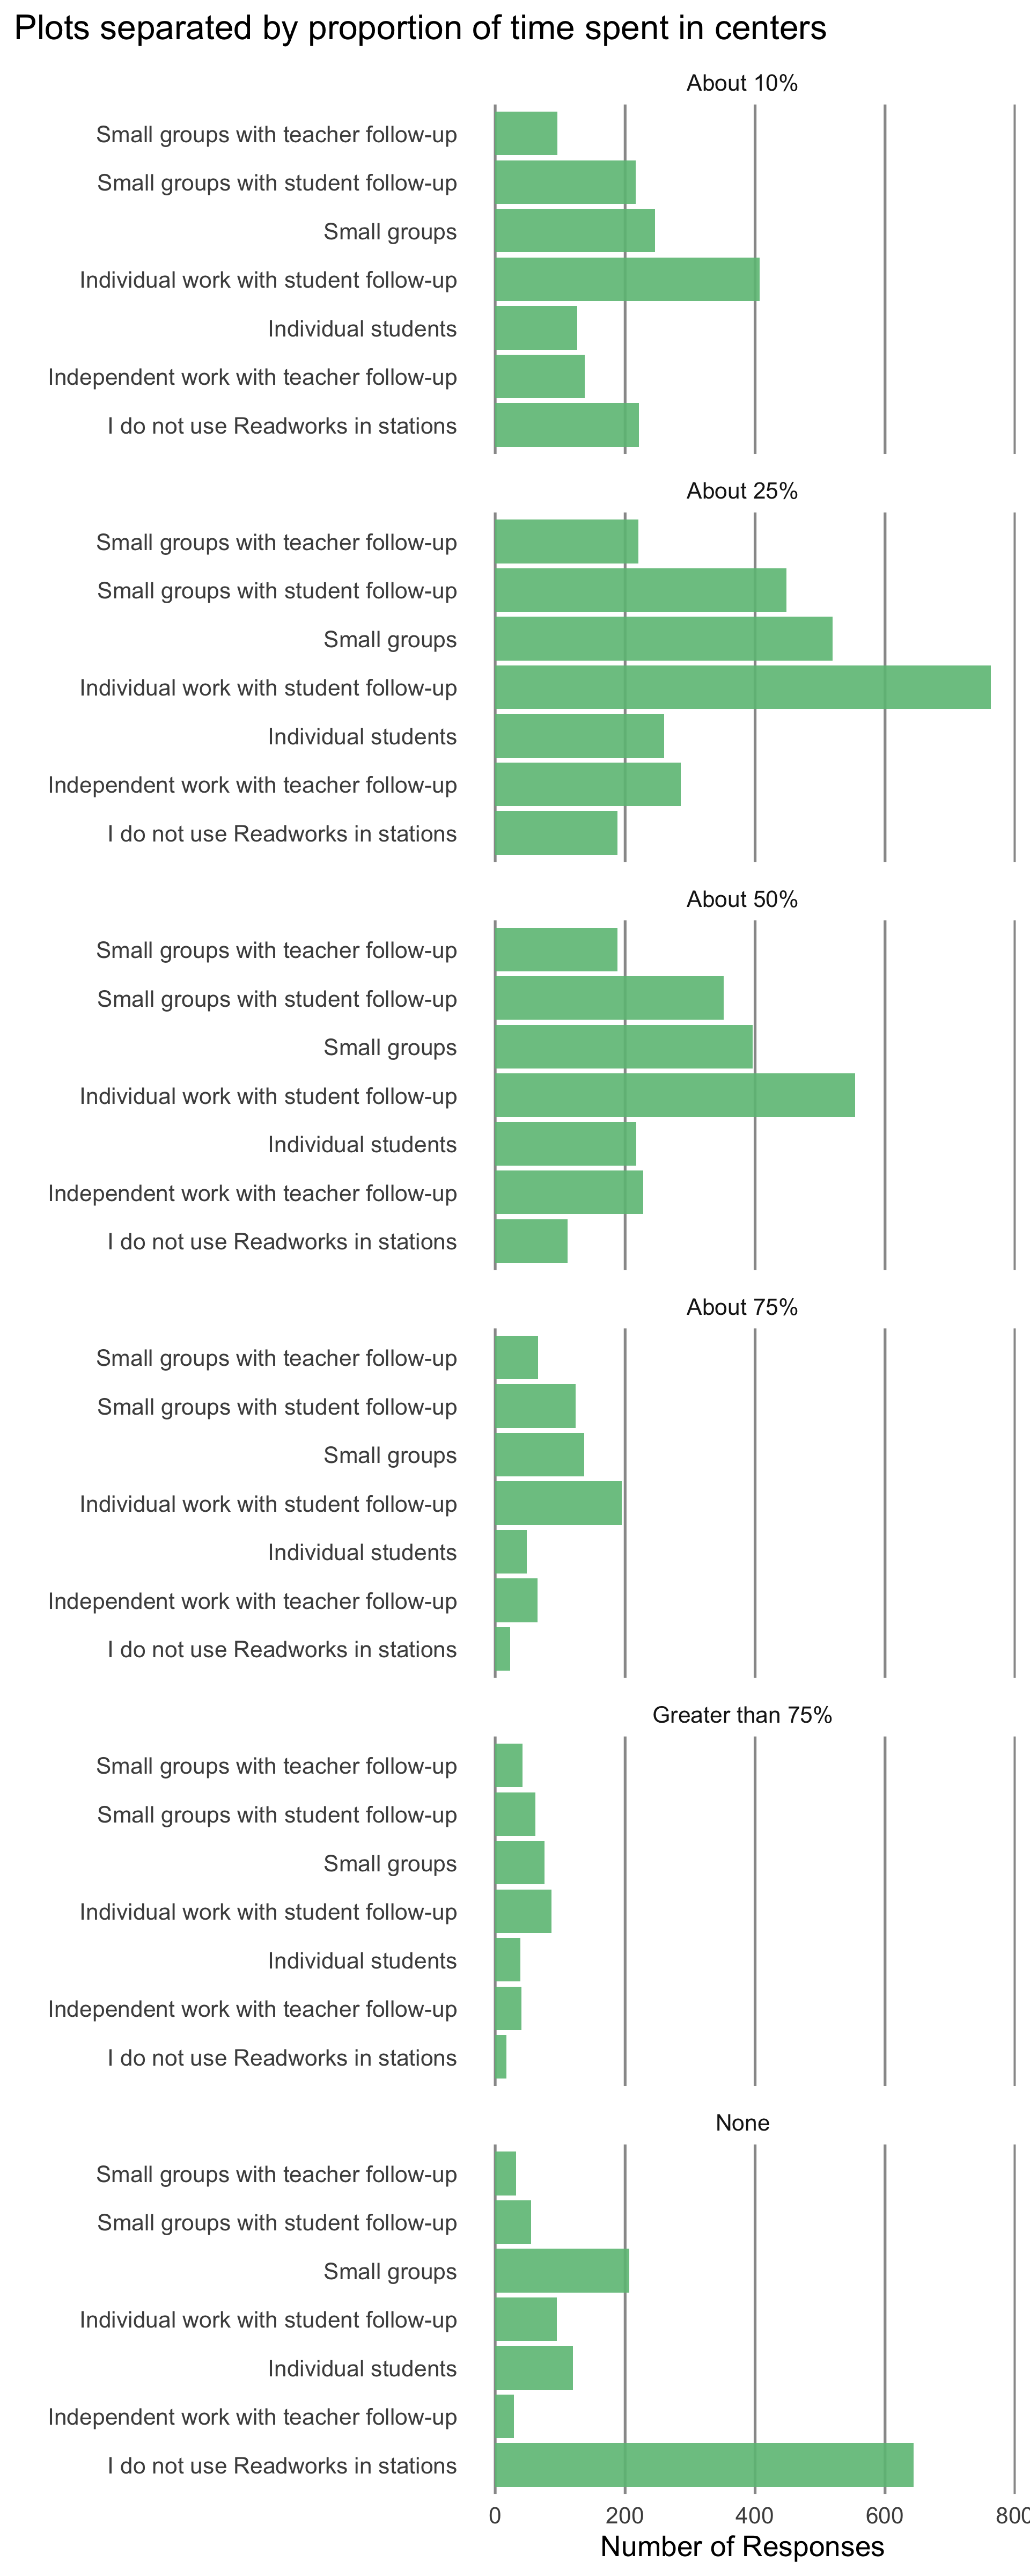 Plots separated by proportion of time spent in centers
About 10%
Small groups with teacher follow-up
Small groups with student follow-up
Small groups
Individual work with student follow-up
Individual students
Independent work with teacher follow-up
I do not use Readworks in stations
About 25%
Small groups with teacher follow-up
Small groups with student follow-up
Small groups
Individual work with student follow-up
Individual students
Independent work with teacher follow-up
I do not use Readworks in stations
About 50%
Small groups with teacher follow-up
Small groups with student follow-up
Small groups
Individual work with student follow-up
Individual students
Independent work with teacher follow-up
I do not use Readworks in stations
About 75%
Small groups with teacher follow-up
Small groups with student follow-up
Small groups
Individual work with student follow-up
Individual students
Independent work with teacher follow-up
I do not use Readworks in stations
Greater than 75%
Small groups with teacher follow-up
Small groups with student follow-up
Small groups
Individual work with student follow-up
Individual students
Independent work with teacher follow-up
I do not use Readworks in stations
None
Small groups with teacher follow-up
Small groups with student follow-up
Small groups
Individual work with student follow-up
Individual students
Independent work with teacher follow-up
I do not use Readworks in stations
0 200 400 600 800
Number of Responses